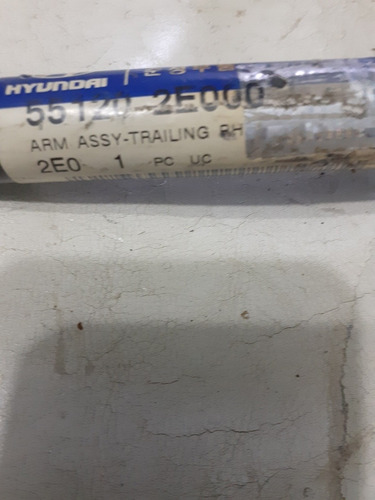 HYUNDAI
55120-2E000
ARM ASSY-TRAILING RH
2E0 1 PC UC